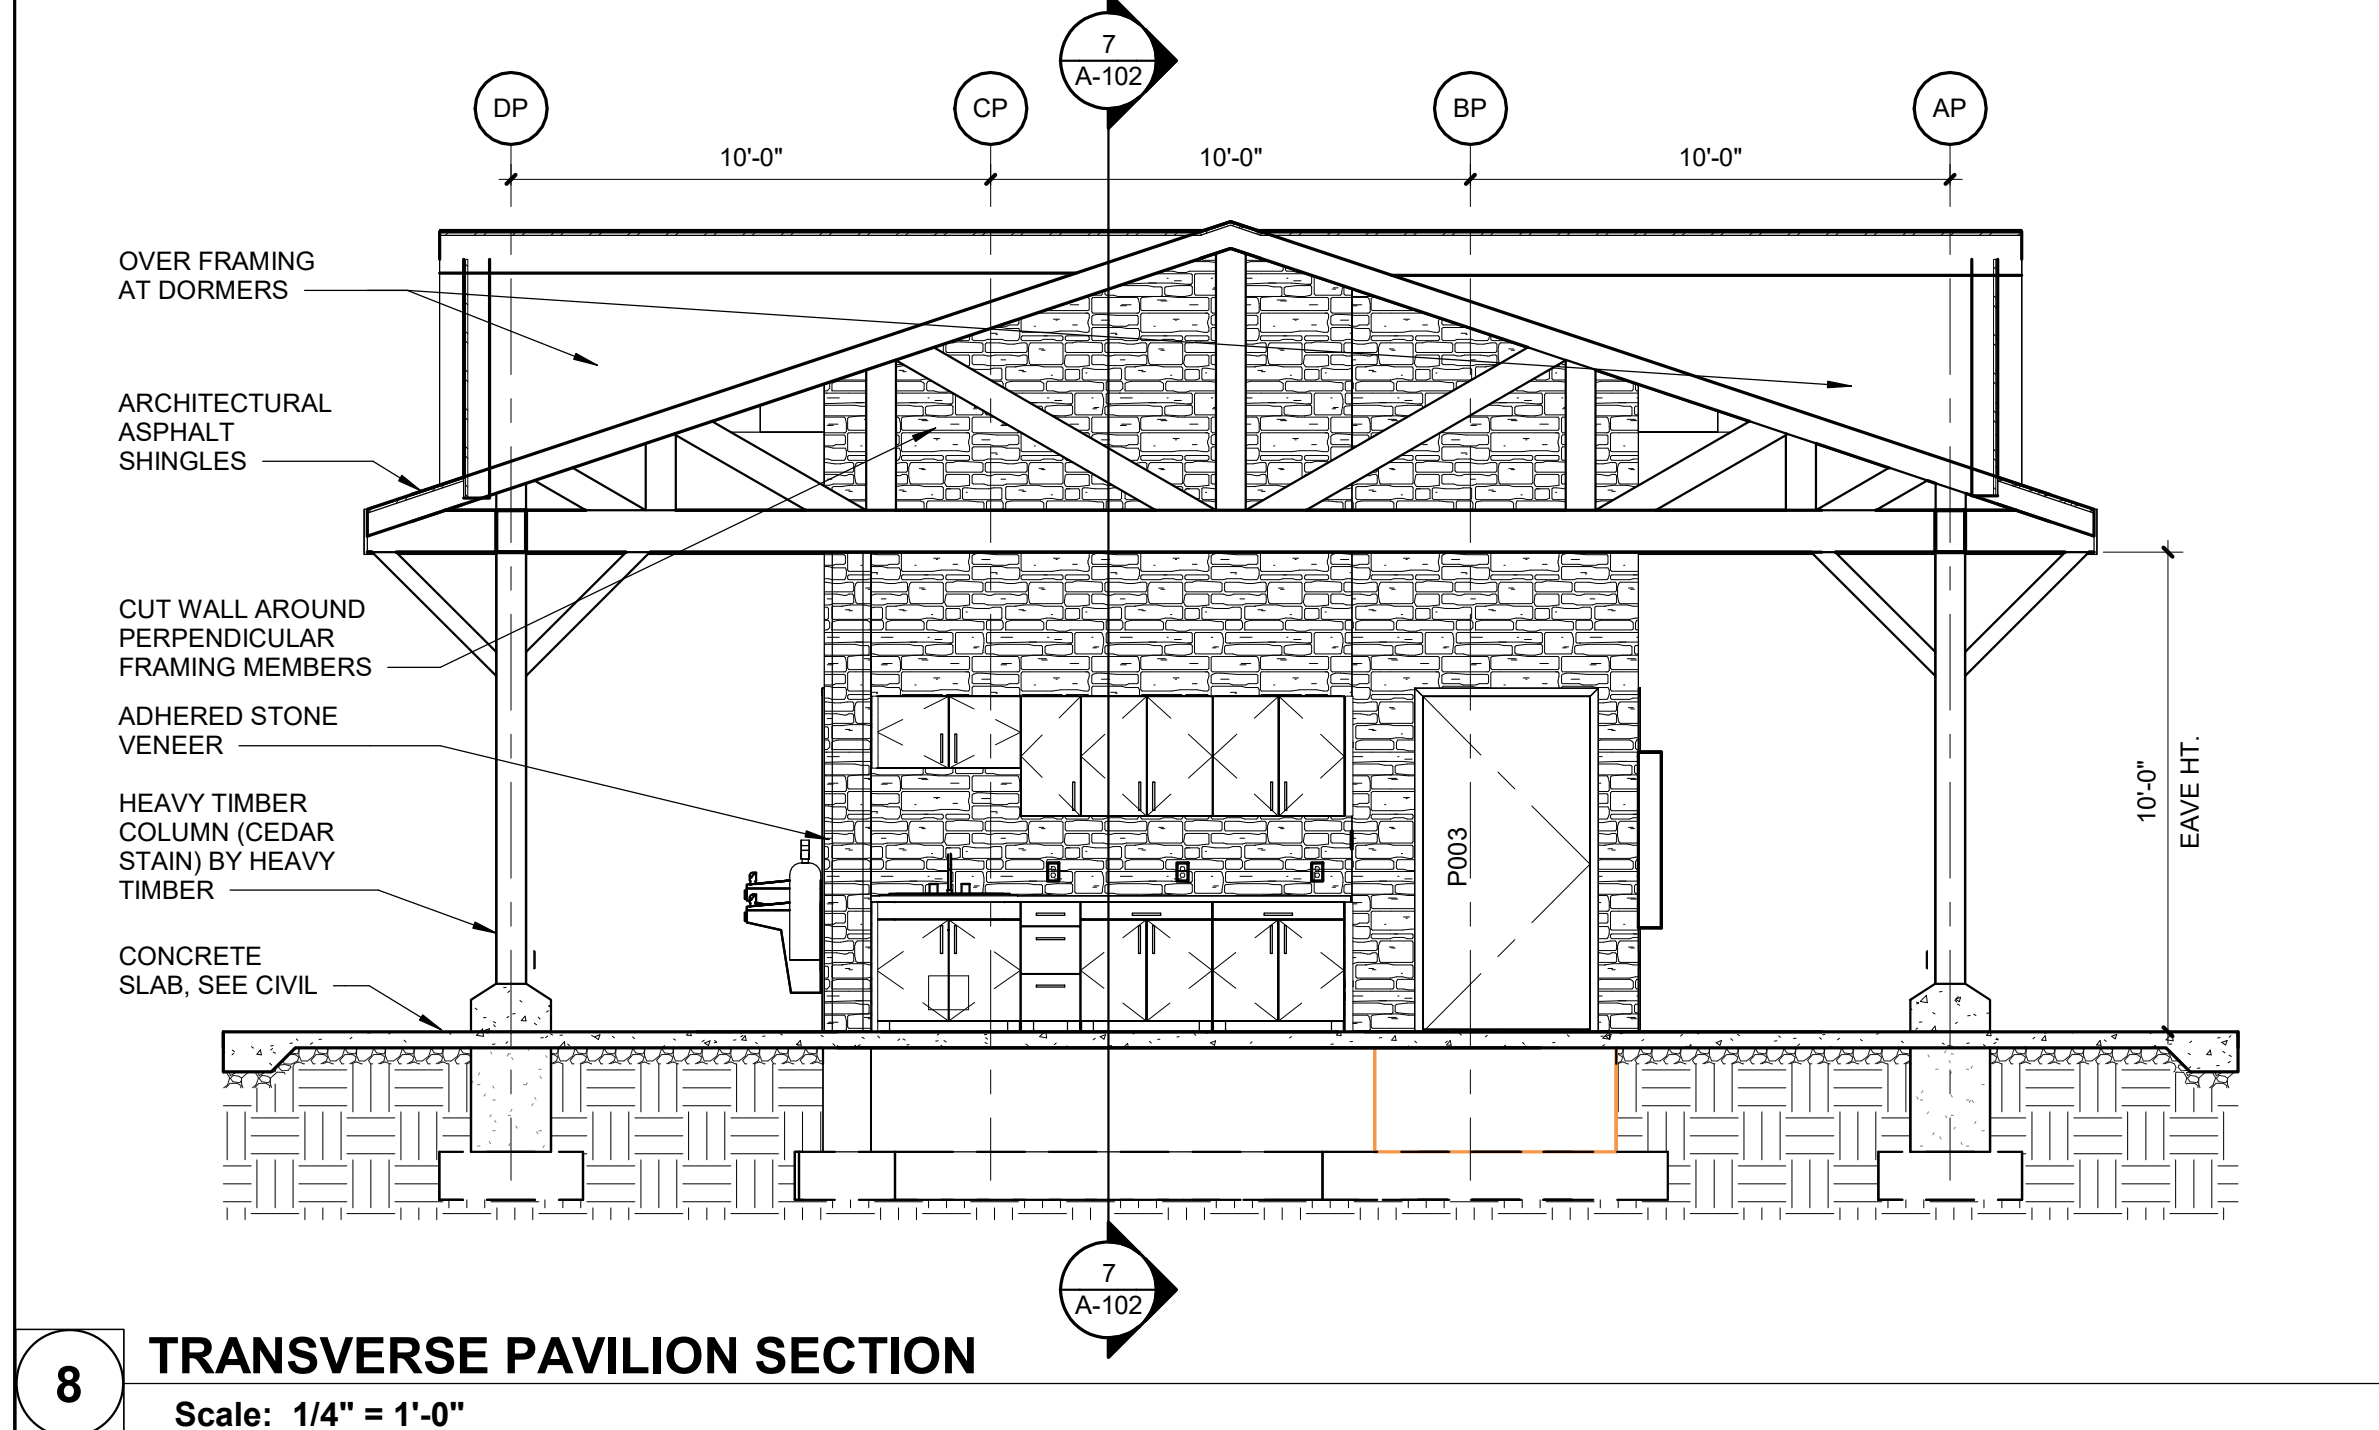 7
A-102
DP
CP
BP
AP
10'-0"
10'-0"
10'-0"
OVER FRAMING
AT DORMERS
ARCHITECTURAL
ASPHALT
SHINGLES
CUT WALL AROUND
PERPENDICULAR
FRAMING MEMBERS
ADHERED STONE
VENEER
HEAVY TIMBER
COLUMN (CEDAR
STAIN) BY HEAVY
TIMBER
CONCRETE
SLAB, SEE CIVIL
P003
10'-0"
EAVE HT.
7
A-102
8
TRANSVERSE PAVILION SECTION
Scale: 1/4" = 1'-0"